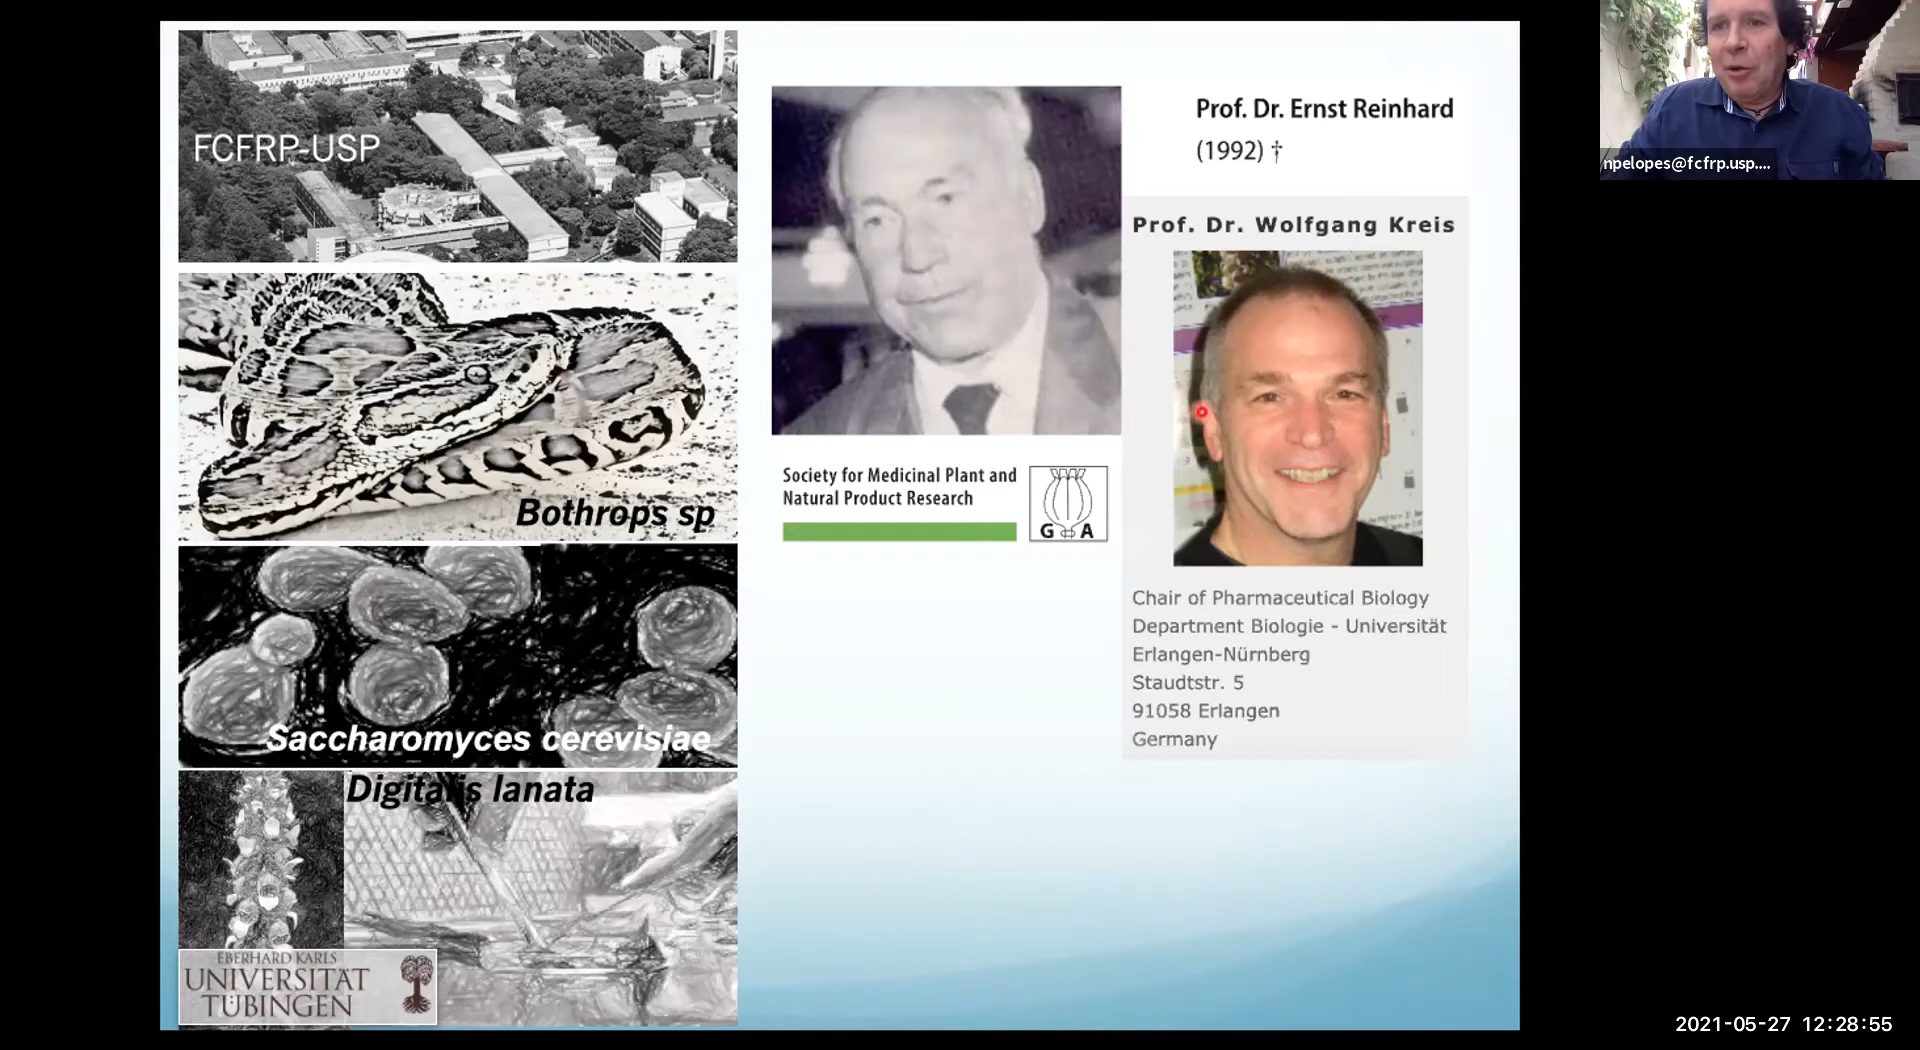 FCFRP-USP
Bothrops sp
Saccharomyces cerevisiae
Digitalis lanata
EBERHARD KARLS
UNIVERSITÄT
TÜBINGEN
Prof. Dr. Ernst Reinhard
(1992) †
Society for Medicinal Plant and
Natural Product Research
G A
Prof. Dr. Wolfgang Kreis
Chair of Pharmaceutical Biology
Department Biologie - Universität
Erlangen-Nürnberg
Staudtstr. 5
91058 Erlangen
Germany
npelopes@fcfrp.usp....
2021-05-27 12:28:55